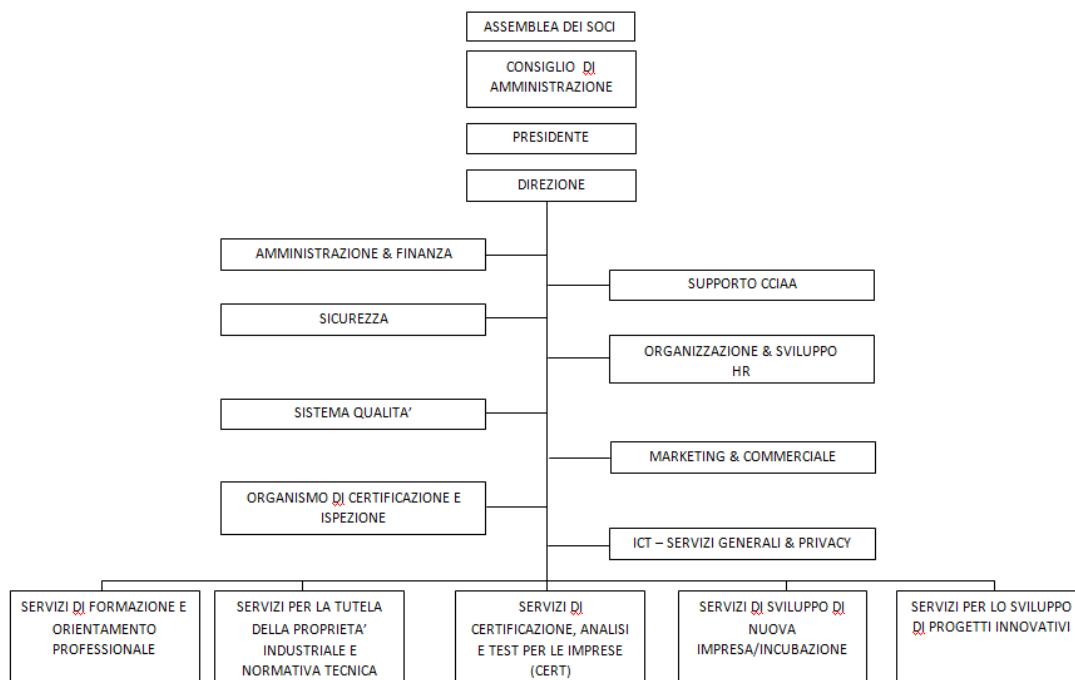 ASSEMBLEA DEI SOCI
CONSIGLIO DI
AMMINISTRAZIONE
PRESIDENTE
DIREZIONE
AMMINISTRAZIONE & FINANZA
SUPPORTO CCIAA
SICUREZZA
ORGANIZZAZIONE & SVILUPPO
HR
SISTEMA QUALITA’
MARKETING & COMMERCIALE
ORGANISMO DI CERTIFICAZIONE E
ISPEZIONE
ICT – SERVIZI GENERALI & PRIVACY
SERVIZI DI FORMAZIONE E
ORIENTAMENTO
PROFESSIONALE
SERVIZI PER LA TUTELA
DELLA PROPRIETA’
INDUSTRIALE E
NORMATIVA TECNICA
SERVIZI DI
CERTIFICAZIONE, ANALISI
E TEST PER LE IMPRESE
(CERT)
SERVIZI DI SVILUPPO DI
NUOVA
IMPRESA/INCUBAZIONE
SERVIZI PER LO SVILUPPO
DI PROGETTI INNOVATIVI